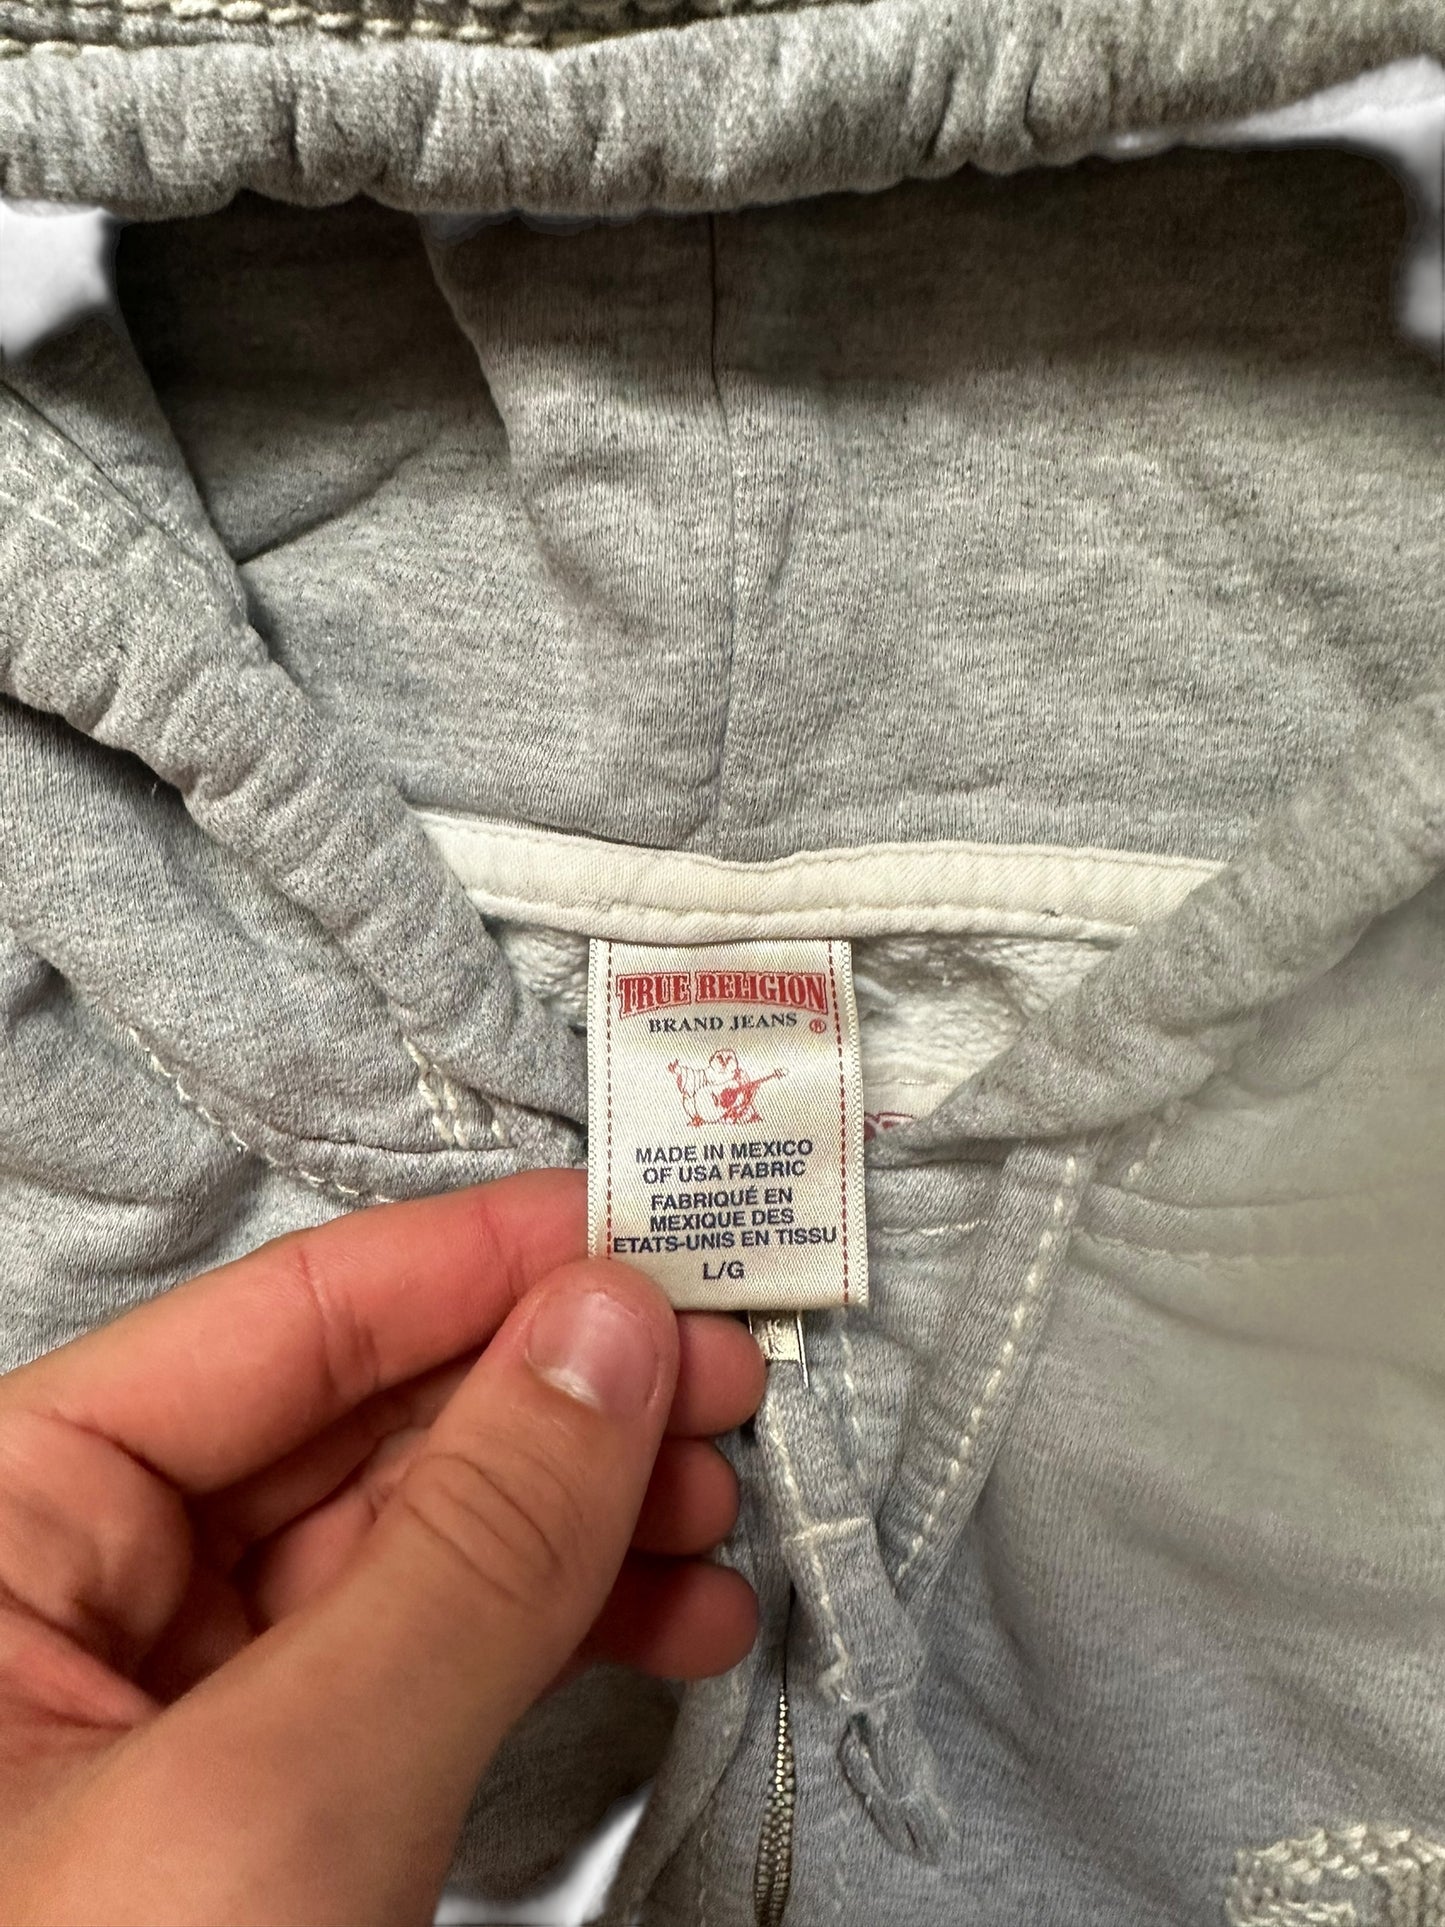 TRUE RELIGION
BRAND JEANS ®
MADE IN MEXICO
OF USA FABRIC
FABRIQUÉ EN
MEXIQUE DES
ETATS-UNIS EN TISSU
L/G